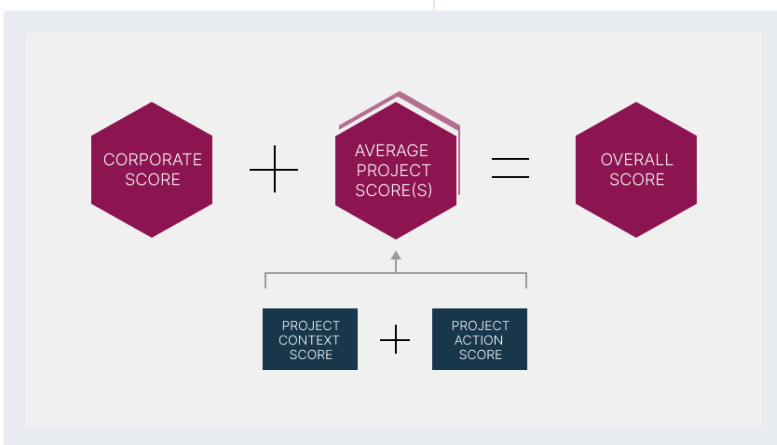 CORPORATE
SCORE
+
AVERAGE
PROJECT
SCORE(S)
=
OVERALL
SCORE
PROJECT
CONTEXT
SCORE
+
PROJECT
ACTION
SCORE